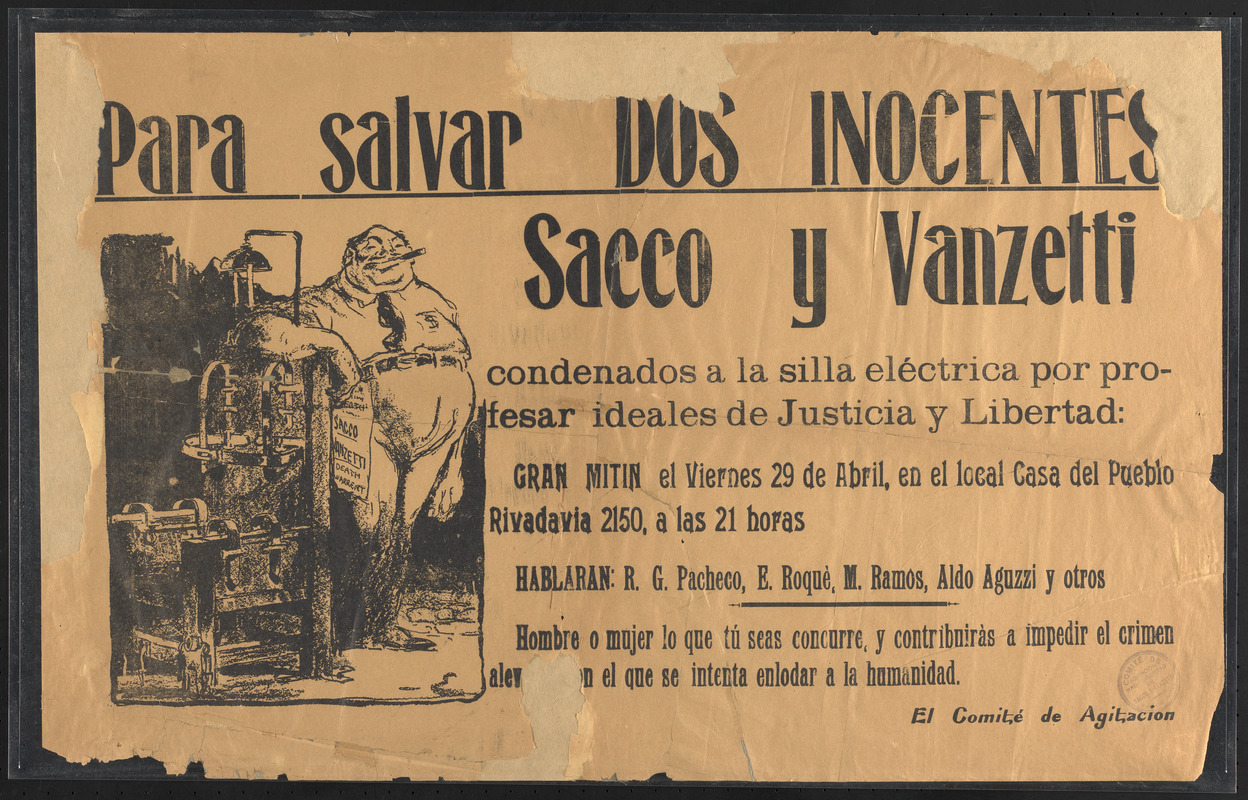 Para salvar DOS INOCENTES
Sacco y Vanzetti
condenados a la silla eléctrica por pro-
fesar ideales de Justicia y Libertad:
GRAN MITIN el Viernes 29 de Abril, en el local Casa del Pueblo
Rivadavia 2150, a las 21 horas
HABLARAN: R. G. Pacheco, E. Roquè, M. Ramos, Aldo Aguzzi y otros
Hombre o mujer lo que tú seas concurre, y contribuiràs a impedir el crimen
el que se intenta enlodar a la humanidad.
El Comité de Agitacion
SACCO
VANZETTI
DEATH
WARRENT